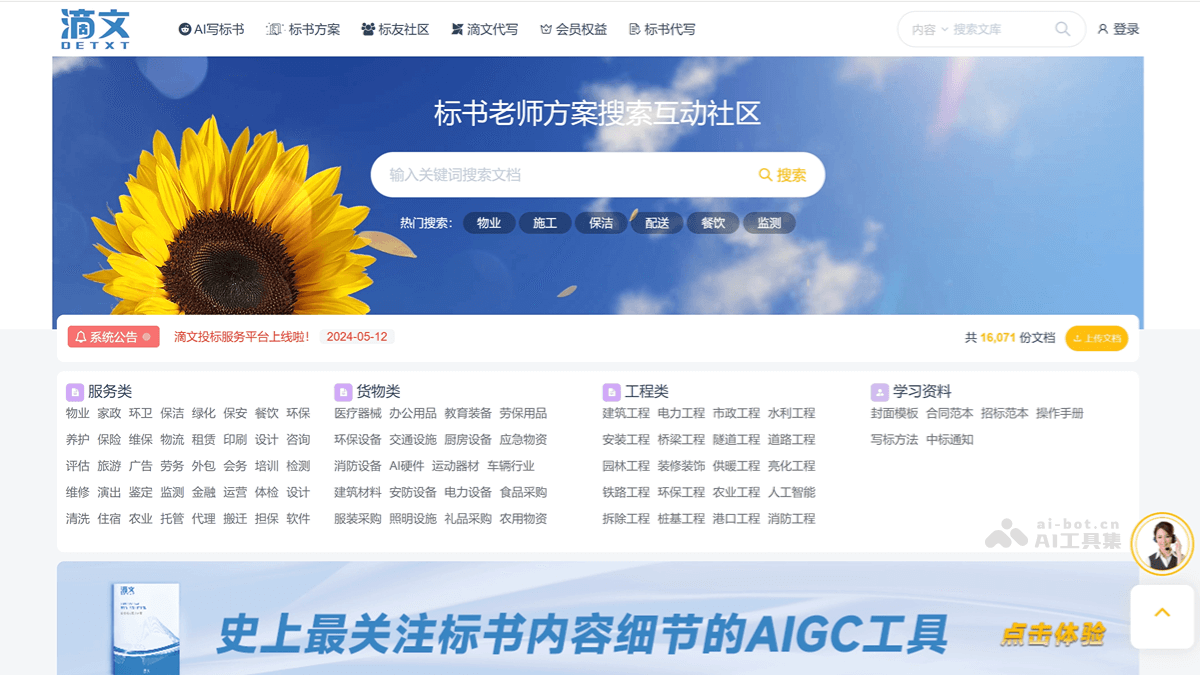 滴文
DETXT
AI写标书 标书方案 标友社区 滴文代写 会员权益 标书代写
内容 搜索文库 登录
标书老师方案搜索互动社区
输入关键词搜索文档 搜索
热门搜索： 物业 施工 保洁 配送 餐饮 监测
系统公告 滴文投标服务平台上线啦！ 2024-05-12 共 16,071 份文档 上传文档
服务类 货物类 工程类 学习资料
物业 家政 环卫 保洁 绿化 保安 餐饮 环保 医疗器械 办公用品 教育装备 劳保用品 建筑工程 电力工程 市政工程 水利工程 封面模板 合同范本 招标范本 操作手册
养护 保险 维保 物流 租赁 印刷 设计 咨询 环保设备 交通设施 厨房设备 应急物资 安装工程 桥梁工程 隧道工程 道路工程 写标方法 中标通知
评估 旅游 广告 劳务 外包 会务 培训 检测 消防设备 AI硬件 运动器材 车辆行业 园林工程 装修装饰 供暖工程 亮化工程
维修 演出 鉴定 监测 金融 运营 体检 设计 建筑材料 安防设备 电力设备 食品采购 铁路工程 环保工程 农业工程 人工智能
清洗 住宿 农业 托管 代理 搬迁 担保 软件 服装采购 照明设施 礼品采购 农用物资 拆除工程 桩基工程 港口工程 消防工程
ai-bot.cn
AI工具集
滴文
史上最关注标书内容细节的AIGC工具 点击体验